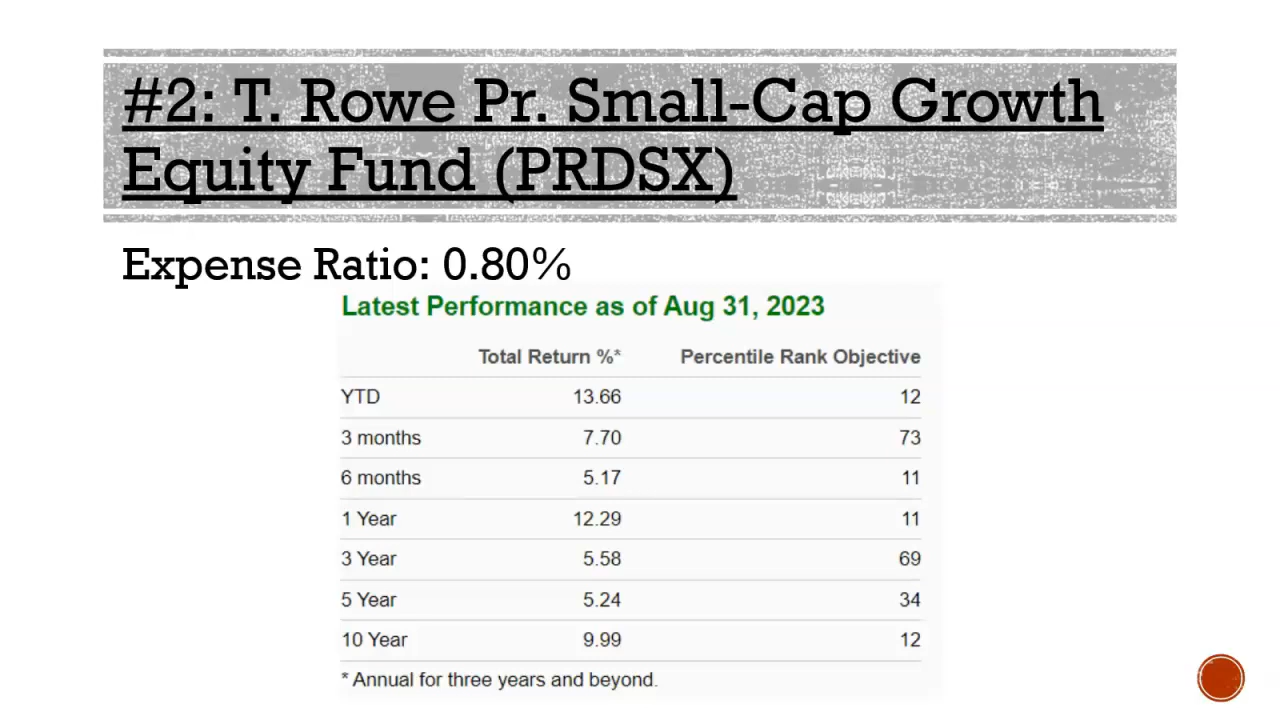 #2: T. Rowe Pr. Small-Cap Growth
Equity Fund (PRDSX)
Expense Ratio: 0.80%
Latest Performance as of Aug 31, 2023
Total Return %* Percentile Rank Objective
YTD 13.66 12
3 months 7.70 73
6 months 5.17 11
1 Year 12.29 11
3 Year 5.58 69
5 Year 5.24 34
10 Year 9.99 12
* Annual for three years and beyond.